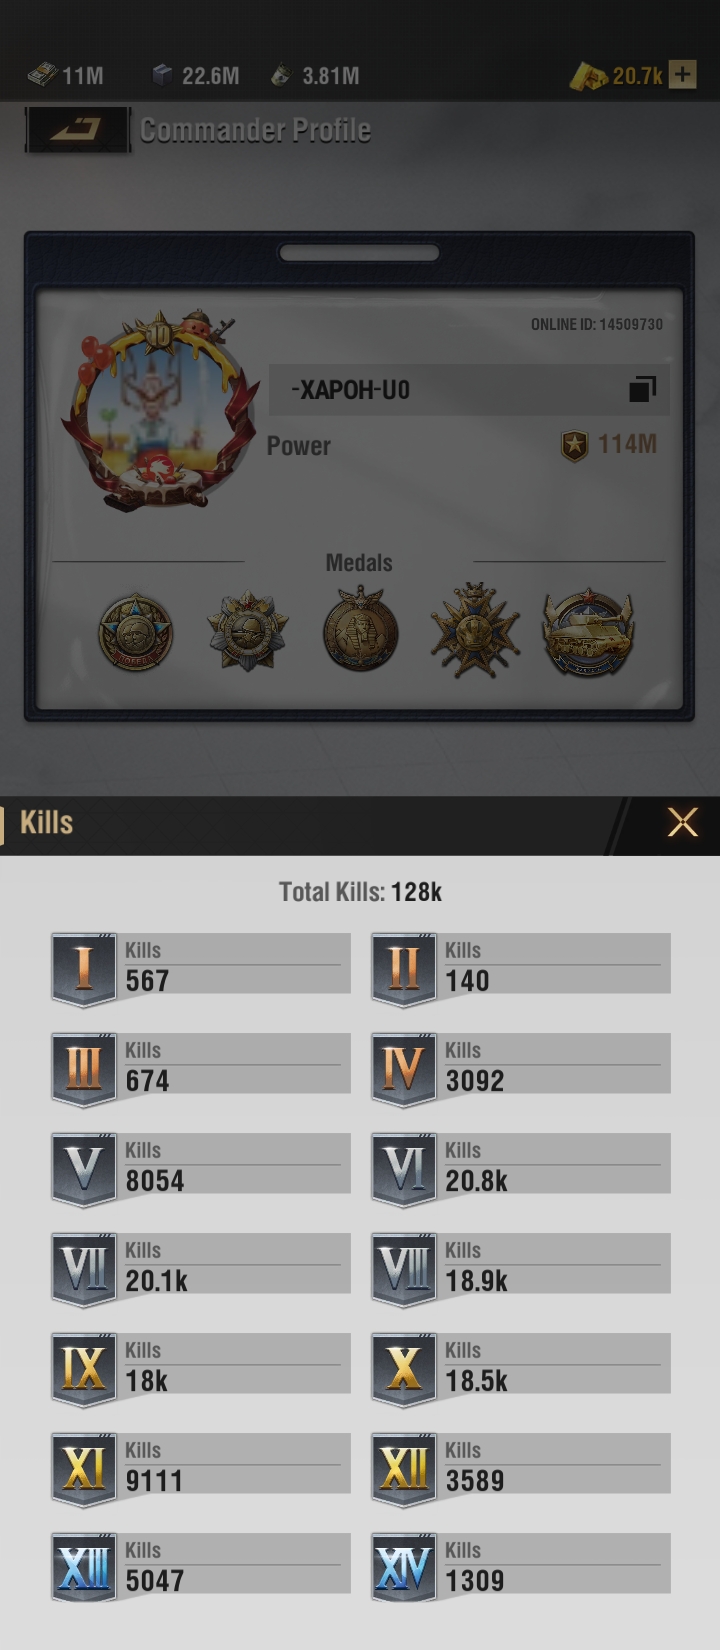 11M 22.6M 3.81M 20.7k +
Commander Profile
10
ONLINE ID: 14509730
-XAPOH-U0
Power 114M
Medals
Kills
Total Kills: 128k
I Kills 567
II Kills 140
III Kills 674
IV Kills 3092
V Kills 8054
VI Kills 20.8k
VII Kills 20.1k
VIII Kills 18.9k
IX Kills 18k
X Kills 18.5k
XI Kills 9111
XII Kills 3589
XIII Kills 5047
XIV Kills 1309